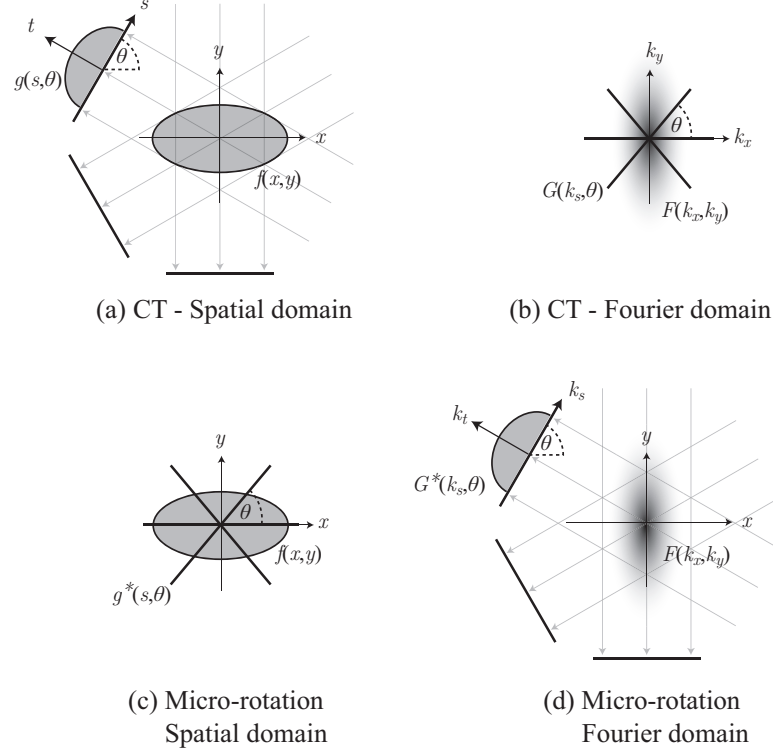 s
t
θ
g(s,θ)
y
x
f(x,y)
(a) CT - Spatial domain
k_y
θ
k_x
G(k_s,θ)
F(k_x,k_y)
(b) CT - Fourier domain
y
θ
x
f(x,y)
g*(s,θ)
(c) Micro-rotation
Spatial domain
k_s
k_t
θ
G*(k_s,θ)
y
x
F(k_x,k_y)
(d) Micro-rotation
Fourier domain